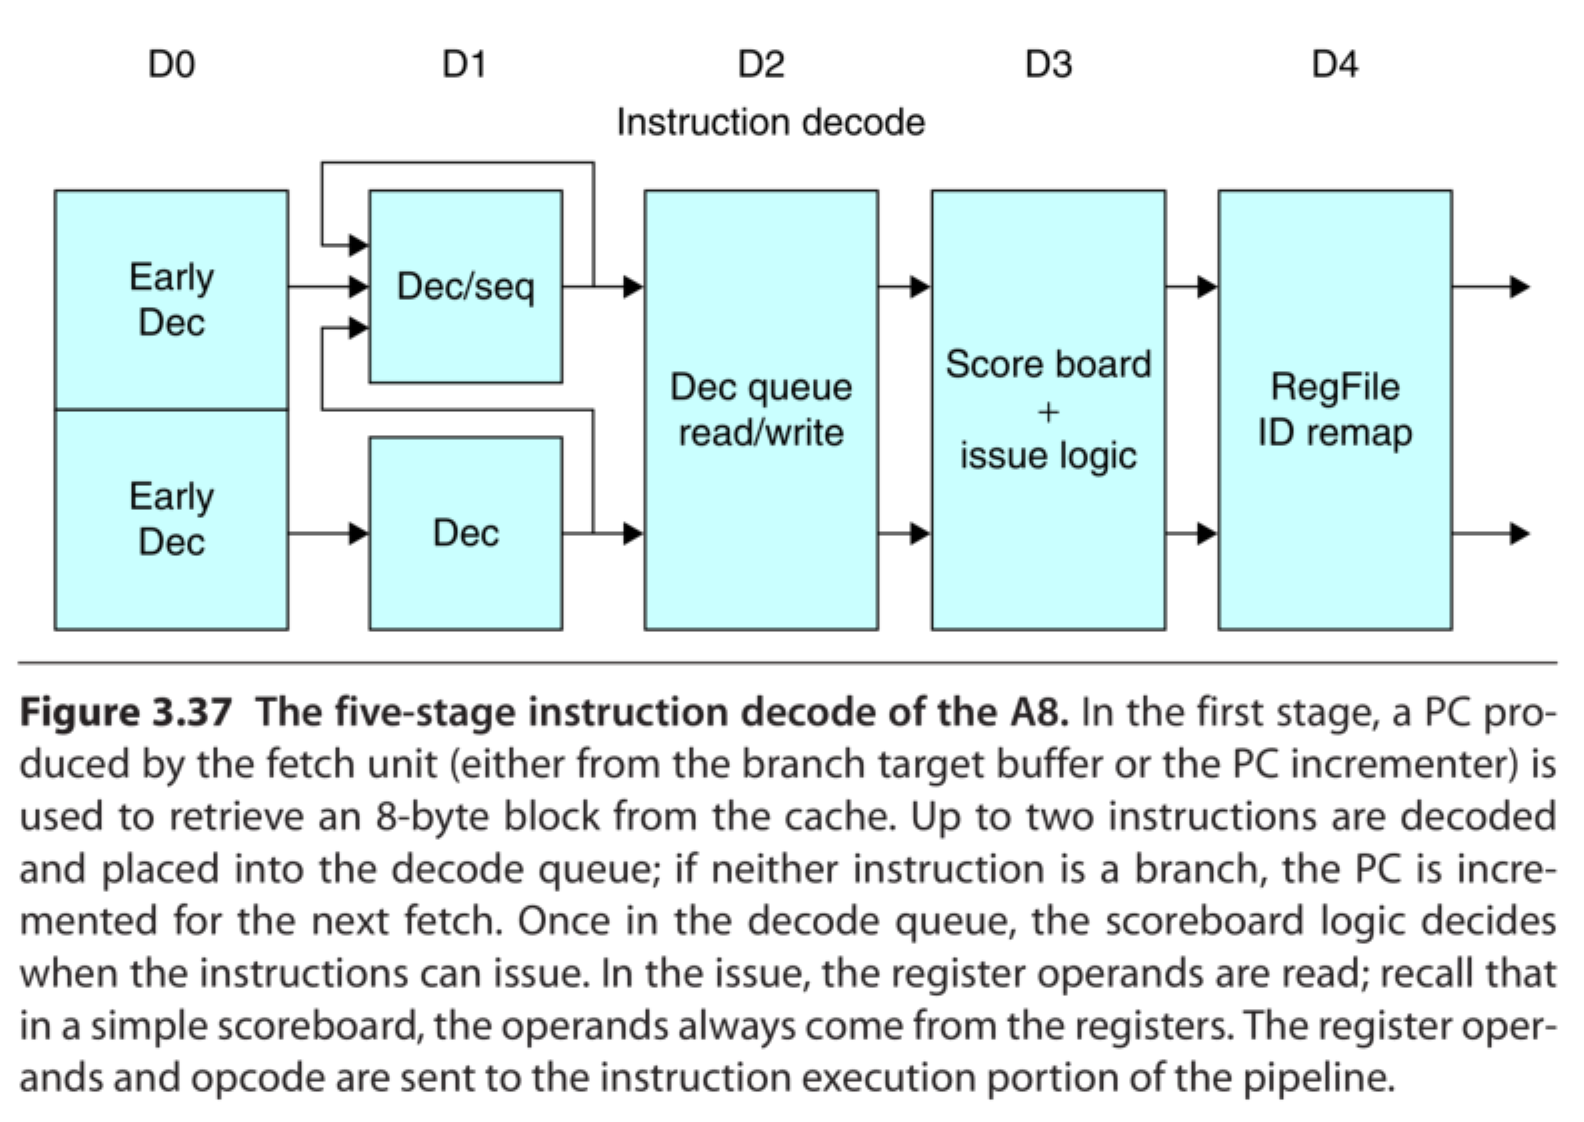 D0 D1 D2 D3 D4
Instruction decode
Early
Dec
Dec/seq
Early
Dec
Dec
Dec queue
read/write
Score board
+
issue logic
RegFile
ID remap
Figure 3.37 The five-stage instruction decode of the A8. In the first stage, a PC pro-
duced by the fetch unit (either from the branch target buffer or the PC incrementer) is
used to retrieve an 8-byte block from the cache. Up to two instructions are decoded
and placed into the decode queue; if neither instruction is a branch, the PC is incre-
mented for the next fetch. Once in the decode queue, the scoreboard logic decides
when the instructions can issue. In the issue, the register operands are read; recall that
in a simple scoreboard, the operands always come from the registers. The register oper-
ands and opcode are sent to the instruction execution portion of the pipeline.